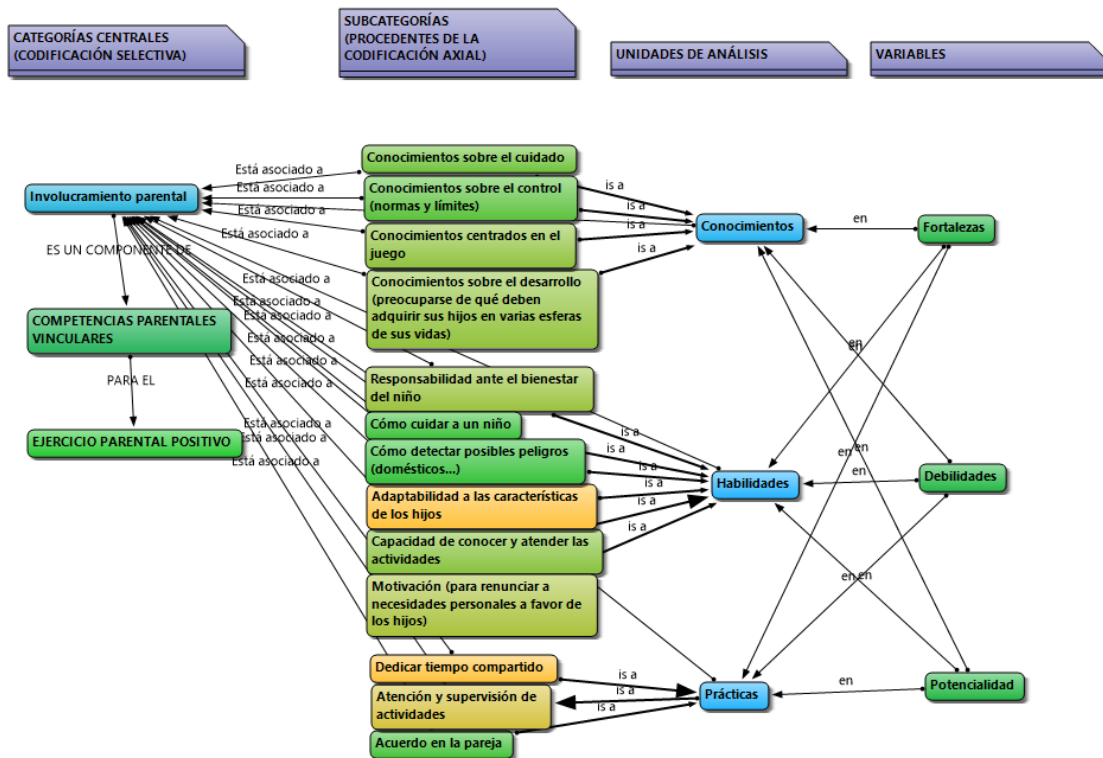 CATEGORÍAS CENTRALES
(CODIFICACIÓN SELECTIVA)
SUBCATEGORÍAS
(PROCEDENTES DE LA
CODIFICACIÓN AXIAL)
UNIDADES DE ANÁLISIS
VARIABLES
Involucramiento parental
ES UN COMPONENTE DE
COMPETENCIAS PARENTALES
VINCULARES
PARA EL
EJERCICIO PARENTAL POSITIVO
Está asociado a
Está asociado a
Está asociado a
Está asociado a
Está asociado a
Está asociado a
Está asociado a
Está asociado a
Está asociado a
Está asociado a
Está asociado a
Está asociado a
Está asociado a
Conocimientos sobre el cuidado
Conocimientos sobre el control
(normas y límites)
Conocimientos centrados en el
juego
Conocimientos sobre el desarrollo
(preocuparse de qué deben
adquirir sus hijos en varias esferas
de sus vidas)
Responsabilidad ante el bienestar
del niño
Cómo cuidar a un niño
Cómo detectar posibles peligros
(domésticos...)
Adaptabilidad a las características
de los hijos
Capacidad de conocer y atender las
actividades
Motivación (para renunciar a
necesidades personales a favor de
los hijos)
Dedicar tiempo compartido
Atención y supervisión de
actividades
Acuerdo en la pareja
is a
is a
is a
is a
is a
is a
is a
is a
is a
is a
is a
is a
is a
Conocimientos
Habilidades
Prácticas
en
en
en
en
en
en
en
en
en
Fortalezas
Debilidades
Potencialidad